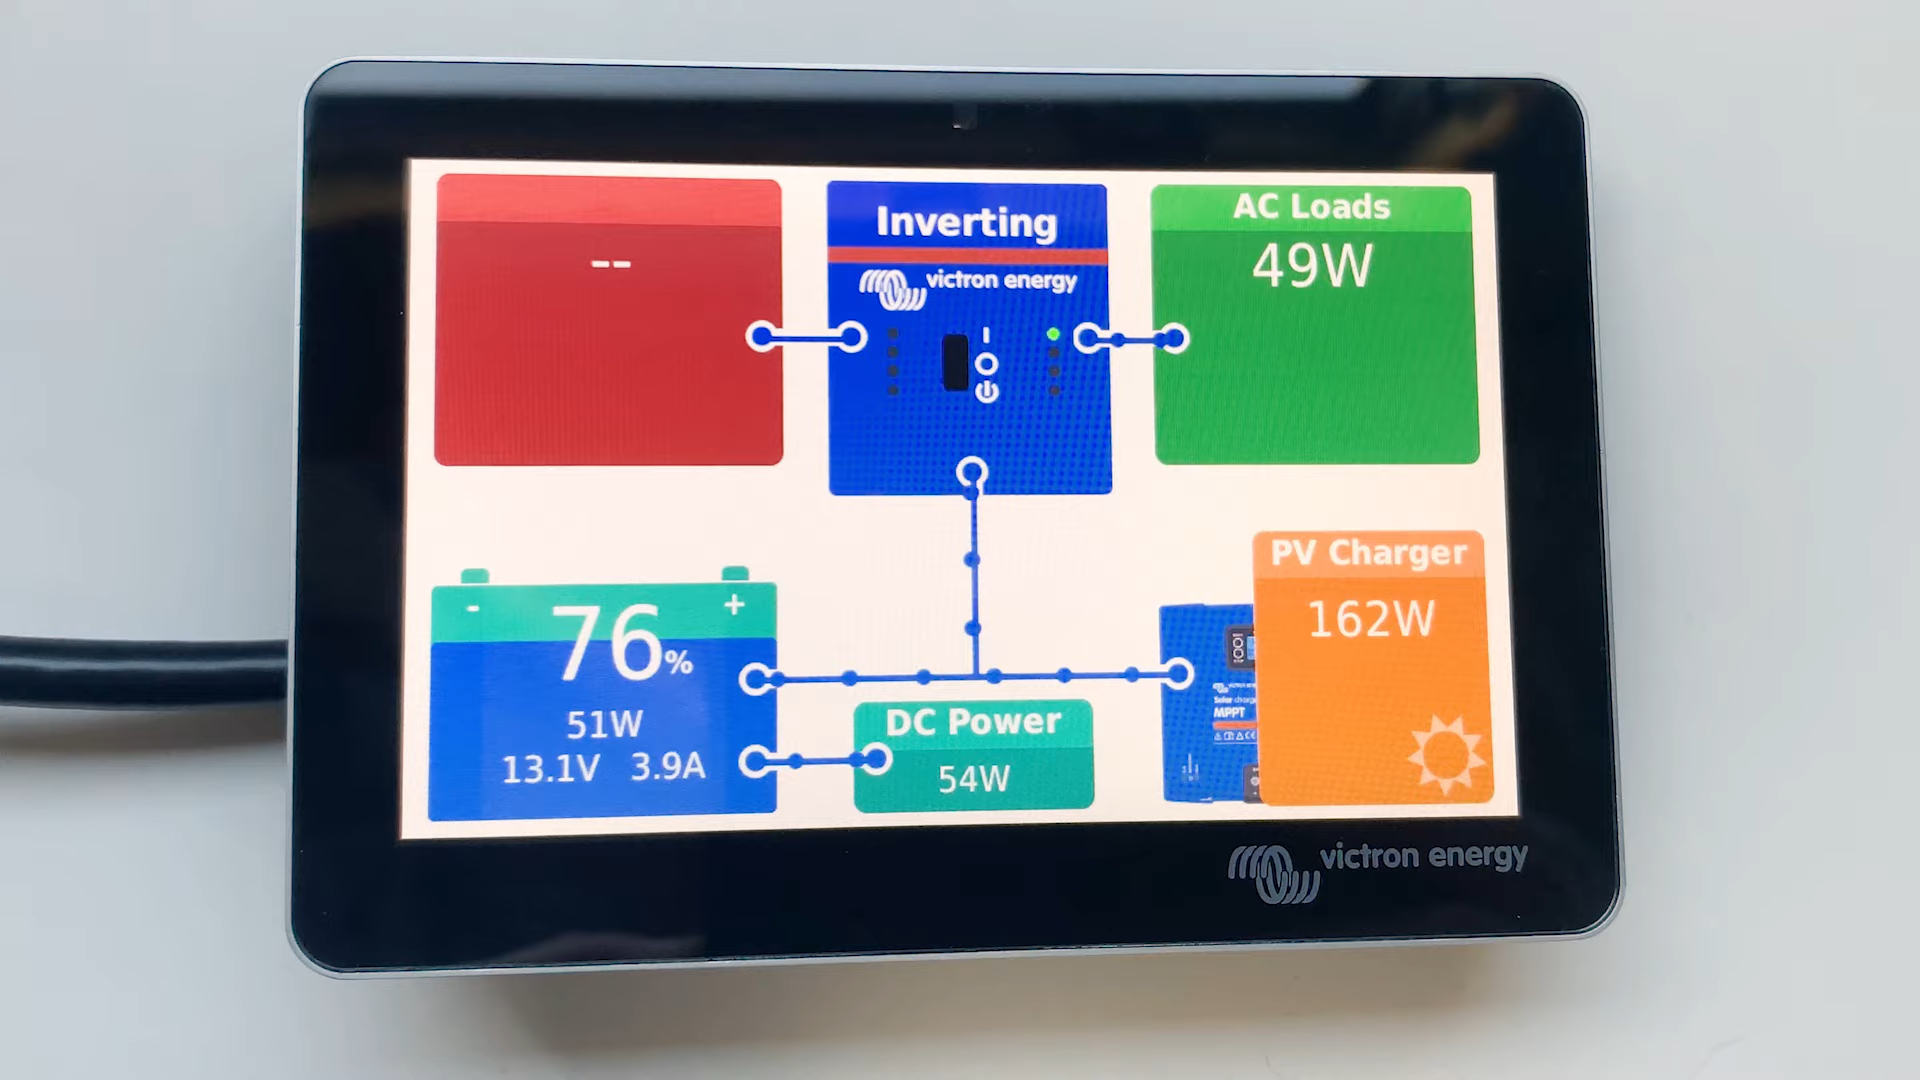 --
Inverting
victron energy
AC Loads
49W
PV Charger
162W
- +
76%
51W
13.1V 3.9A
DC Power
54W
MPPT
victron energy